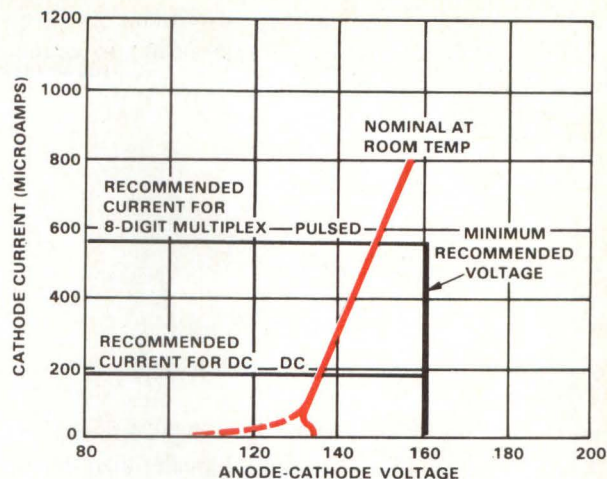 1200
1000
800
600
400
200
0
CATHODE CURRENT (MICROAMPS)
NOMINAL AT
ROOM TEMP
RECOMMENDED
CURRENT FOR
8-DIGIT MULTIPLEX — PULSED
MINIMUM
RECOMMENDED
VOLTAGE
RECOMMENDED
CURRENT FOR DC — DC
80
120
140
160
200
ANODE-CATHODE VOLTAGE